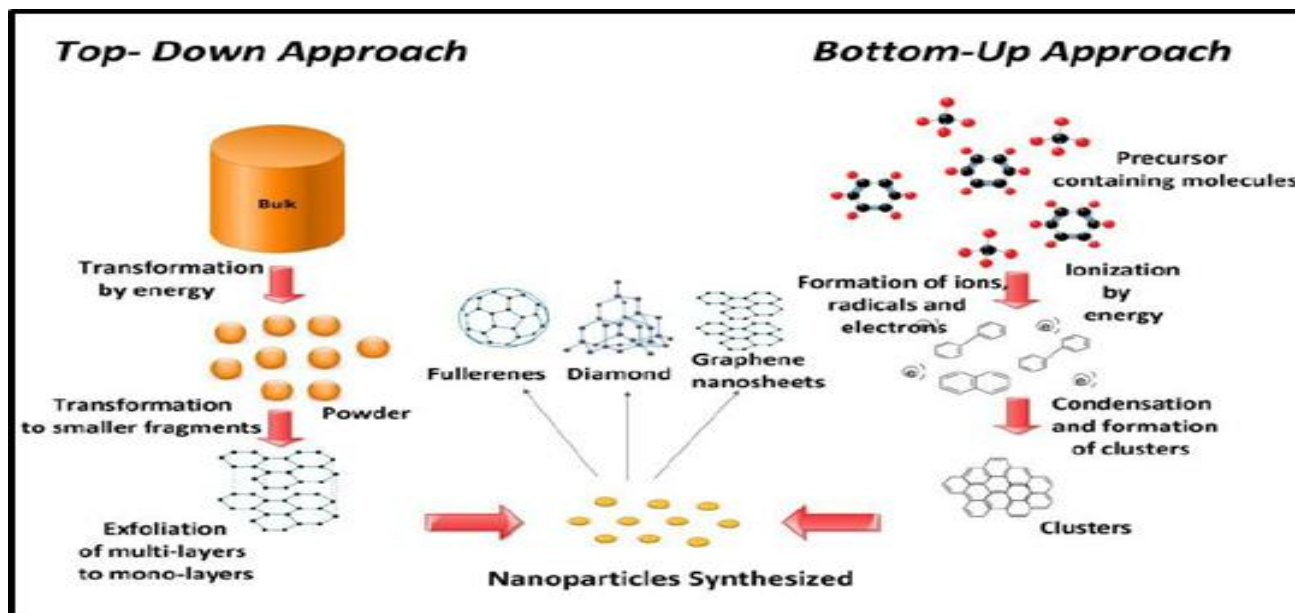 Top- Down Approach
Bulk
Transformation
by energy
Powder
Transformation
to smaller fragments
Exfoliation
of multi-layers
to mono-layers
Fullerenes
Diamond
Graphene
nanosheets
Nanoparticles Synthesized
Bottom-Up Approach
Precursor
containing molecules
Formation of ions,
radicals and
electrons
Ionization
by
energy
e
e
e
e
Condensation
and formation
of clusters
Clusters